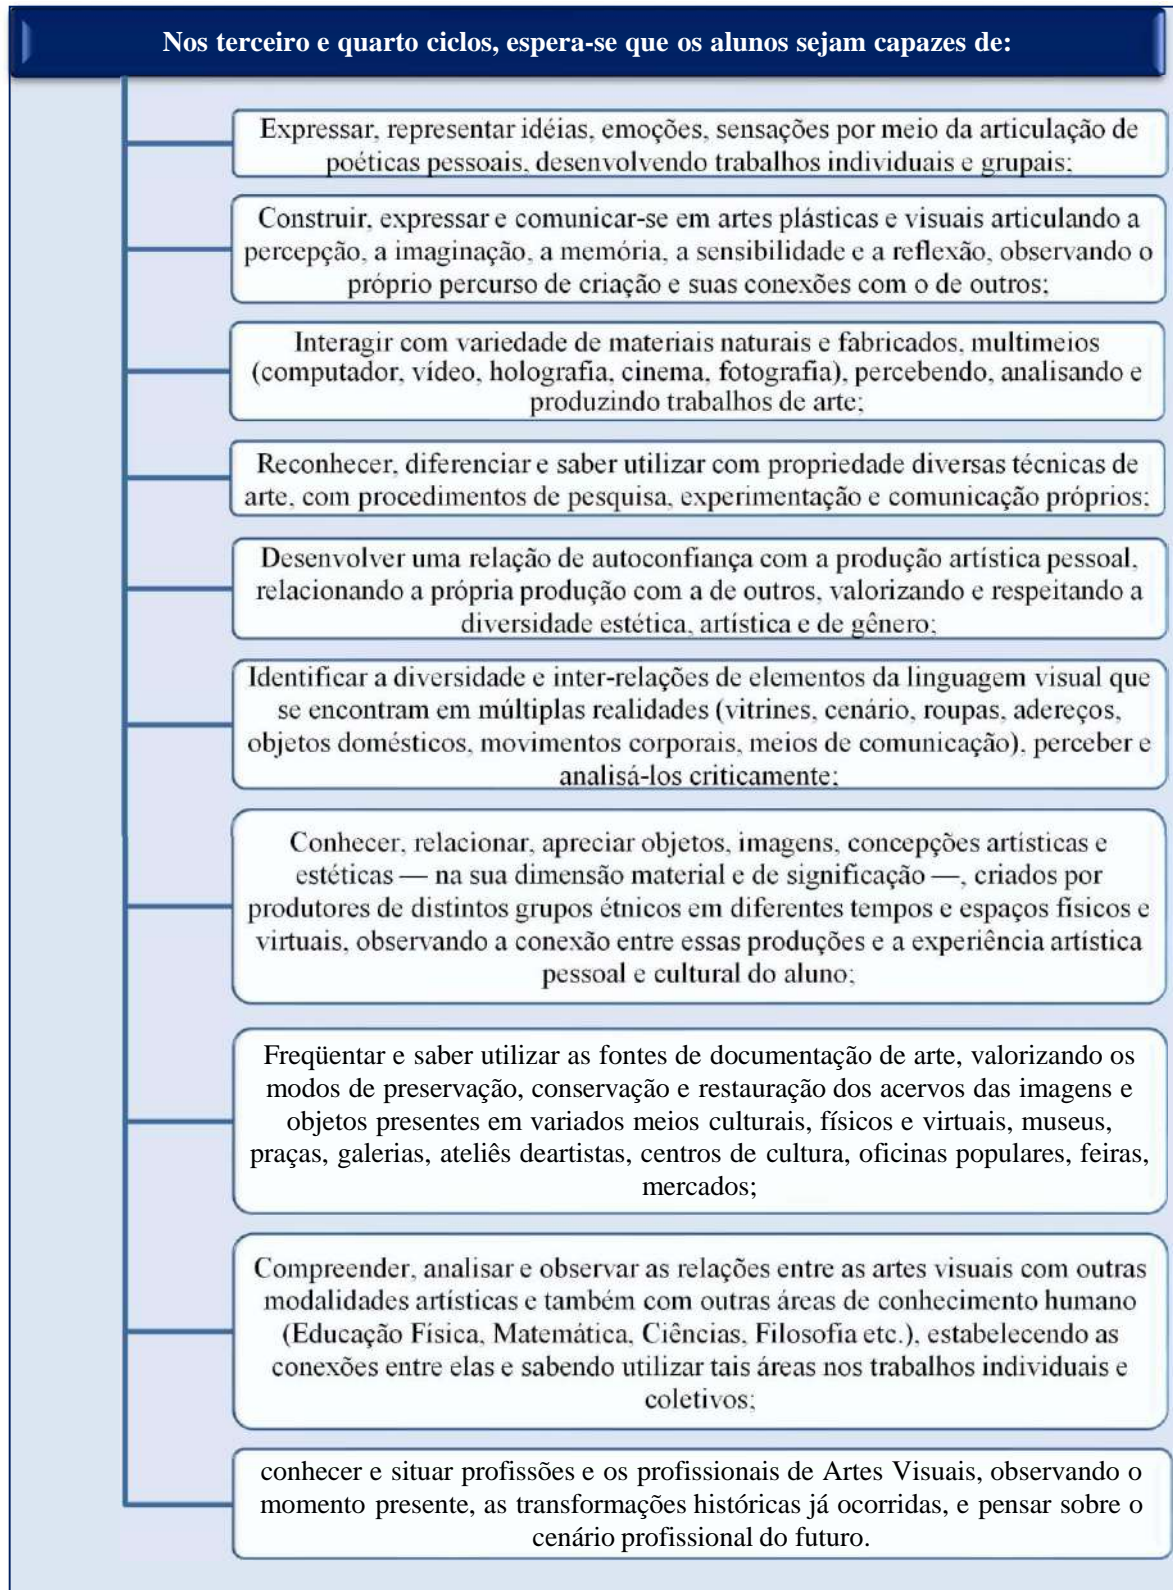 Nos terceiro e quarto ciclos, espera-se que os alunos sejam capazes de:
Expressar, representar idéias, emoções, sensações por meio da articulação de
poéticas pessoais, desenvolvendo trabalhos individuais e grupais;
Construir, expressar e comunicar-se em artes plásticas e visuais articulando a
percepção, a imaginação, a memória, a sensibilidade e a reflexão, observando o
próprio percurso de criação e suas conexões com o de outros;
Interagir com variedade de materiais naturais e fabricados, multimeios
(computador, vídeo, holografia, cinema, fotografia), percebendo, analisando e
produzindo trabalhos de arte;
Reconhecer, diferenciar e saber utilizar com propriedade diversas técnicas de
arte, com procedimentos de pesquisa, experimentação e comunicação próprios;
Desenvolver uma relação de autoconfiança com a produção artística pessoal,
relacionando a própria produção com a de outros, valorizando e respeitando a
diversidade estética, artística e de gênero;
Identificar a diversidade e inter-relações de elementos da linguagem visual que
se encontram em múltiplas realidades (vitrines, cenário, roupas, adereços,
objetos domésticos, movimentos corporais, meios de comunicação), perceber e
analisá-los criticamente;
Conhecer, relacionar, apreciar objetos, imagens, concepções artísticas e
estéticas — na sua dimensão material e de significação —, criados por
produtores de distintos grupos étnicos em diferentes tempos e espaços físicos e
virtuais, observando a conexão entre essas produções e a experiência artística
pessoal e cultural do aluno;
Freqüentar e saber utilizar as fontes de documentação de arte, valorizando os
modos de preservação, conservação e restauração dos acervos das imagens e
objetos presentes em variados meios culturais, físicos e virtuais, museus,
praças, galerias, ateliês deartistas, centros de cultura, oficinas populares, feiras,
mercados;
Compreender, analisar e observar as relações entre as artes visuais com outras
modalidades artísticas e também com outras áreas de conhecimento humano
(Educação Física, Matemática, Ciências, Filosofia etc.), estabelecendo as
conexões entre elas e sabendo utilizar tais áreas nos trabalhos individuais e
coletivos;
conhecer e situar profissões e os profissionais de Artes Visuais, observando o
momento presente, as transformações históricas já ocorridas, e pensar sobre o
cenário profissional do futuro.